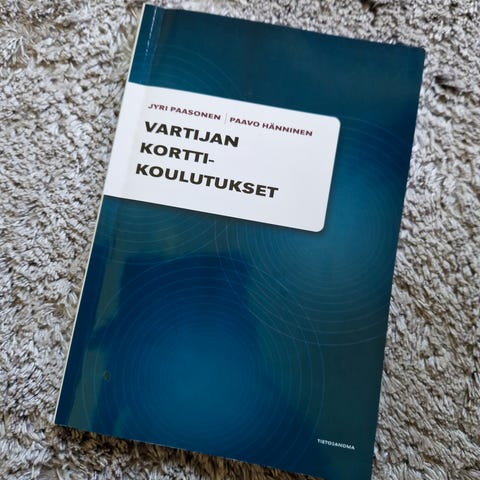 JYRI PAASONEN | PAAVO HÄNNINEN
VARTIJAN
KORTTI-
KOULUTUKSET
TIETOSANOMA